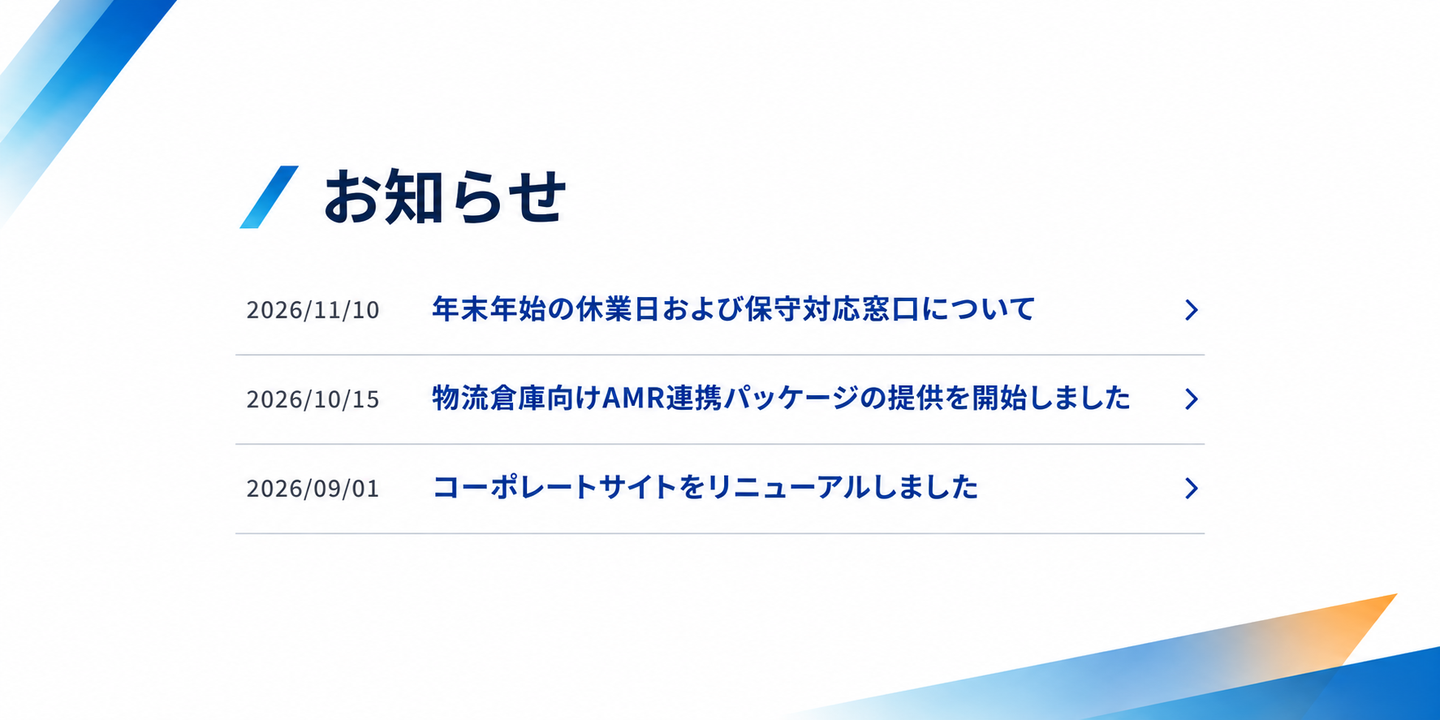 お知らせ
2026/11/10 年末年始の休業日および保守対応窓口について
2026/10/15 物流倉庫向けAMR連携パッケージの提供を開始しました
2026/09/01 コーポレートサイトをリニューアルしました